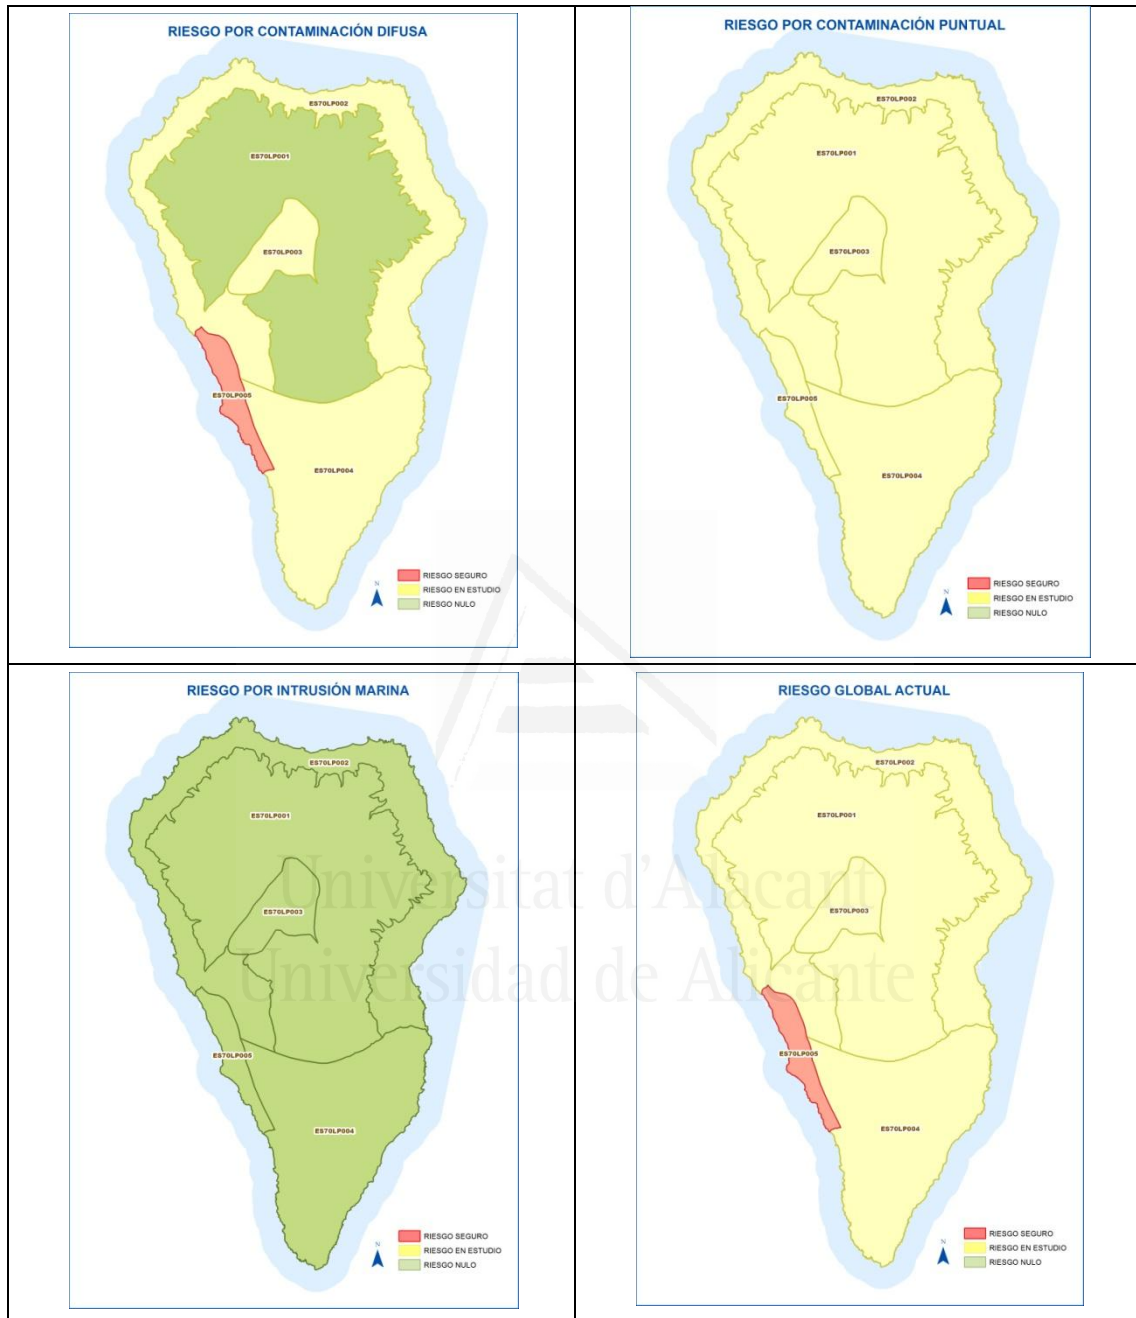 RIESGO POR CONTAMINACIÓN DIFUSA
ES70LP002
ES70LP001
ES70LP003
ES70LP005
ES70LP004
N
RIESGO SEGURO
RIESGO EN ESTUDIO
RIESGO NULO
RIESGO POR CONTAMINACIÓN PUNTUAL
ES70LP002
ES70LP001
ES70LP003
ES70LP005
ES70LP004
N
RIESGO SEGURO
RIESGO EN ESTUDIO
RIESGO NULO
RIESGO POR INTRUSIÓN MARINA
ES70LP002
ES70LP001
ES70LP003
ES70LP005
ES70LP004
N
RIESGO SEGURO
RIESGO EN ESTUDIO
RIESGO NULO
RIESGO GLOBAL ACTUAL
ES70LP002
ES70LP001
ES70LP003
ES70LP005
ES70LP004
N
RIESGO SEGURO
RIESGO EN ESTUDIO
RIESGO NULO
Universitat d'Alacant
Universidad de Alicante